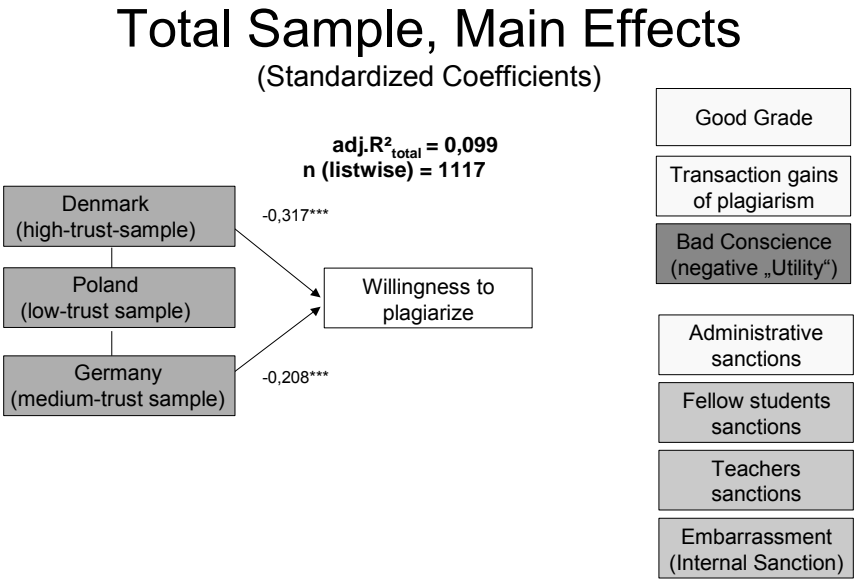 Total Sample, Main Effects
(Standardized Coefficients)
adj.R²total = 0,099
n (listwise) = 1117
Denmark
(high-trust-sample)
-0,317***
Poland
(low-trust sample)
Willingness to
plagiarize
Germany
(medium-trust sample)
-0,208***
Good Grade
Transaction gains
of plagiarism
Bad Conscience
(negative „Utility“)
Administrative
sanctions
Fellow students
sanctions
Teachers
sanctions
Embarrassment
(Internal Sanction)